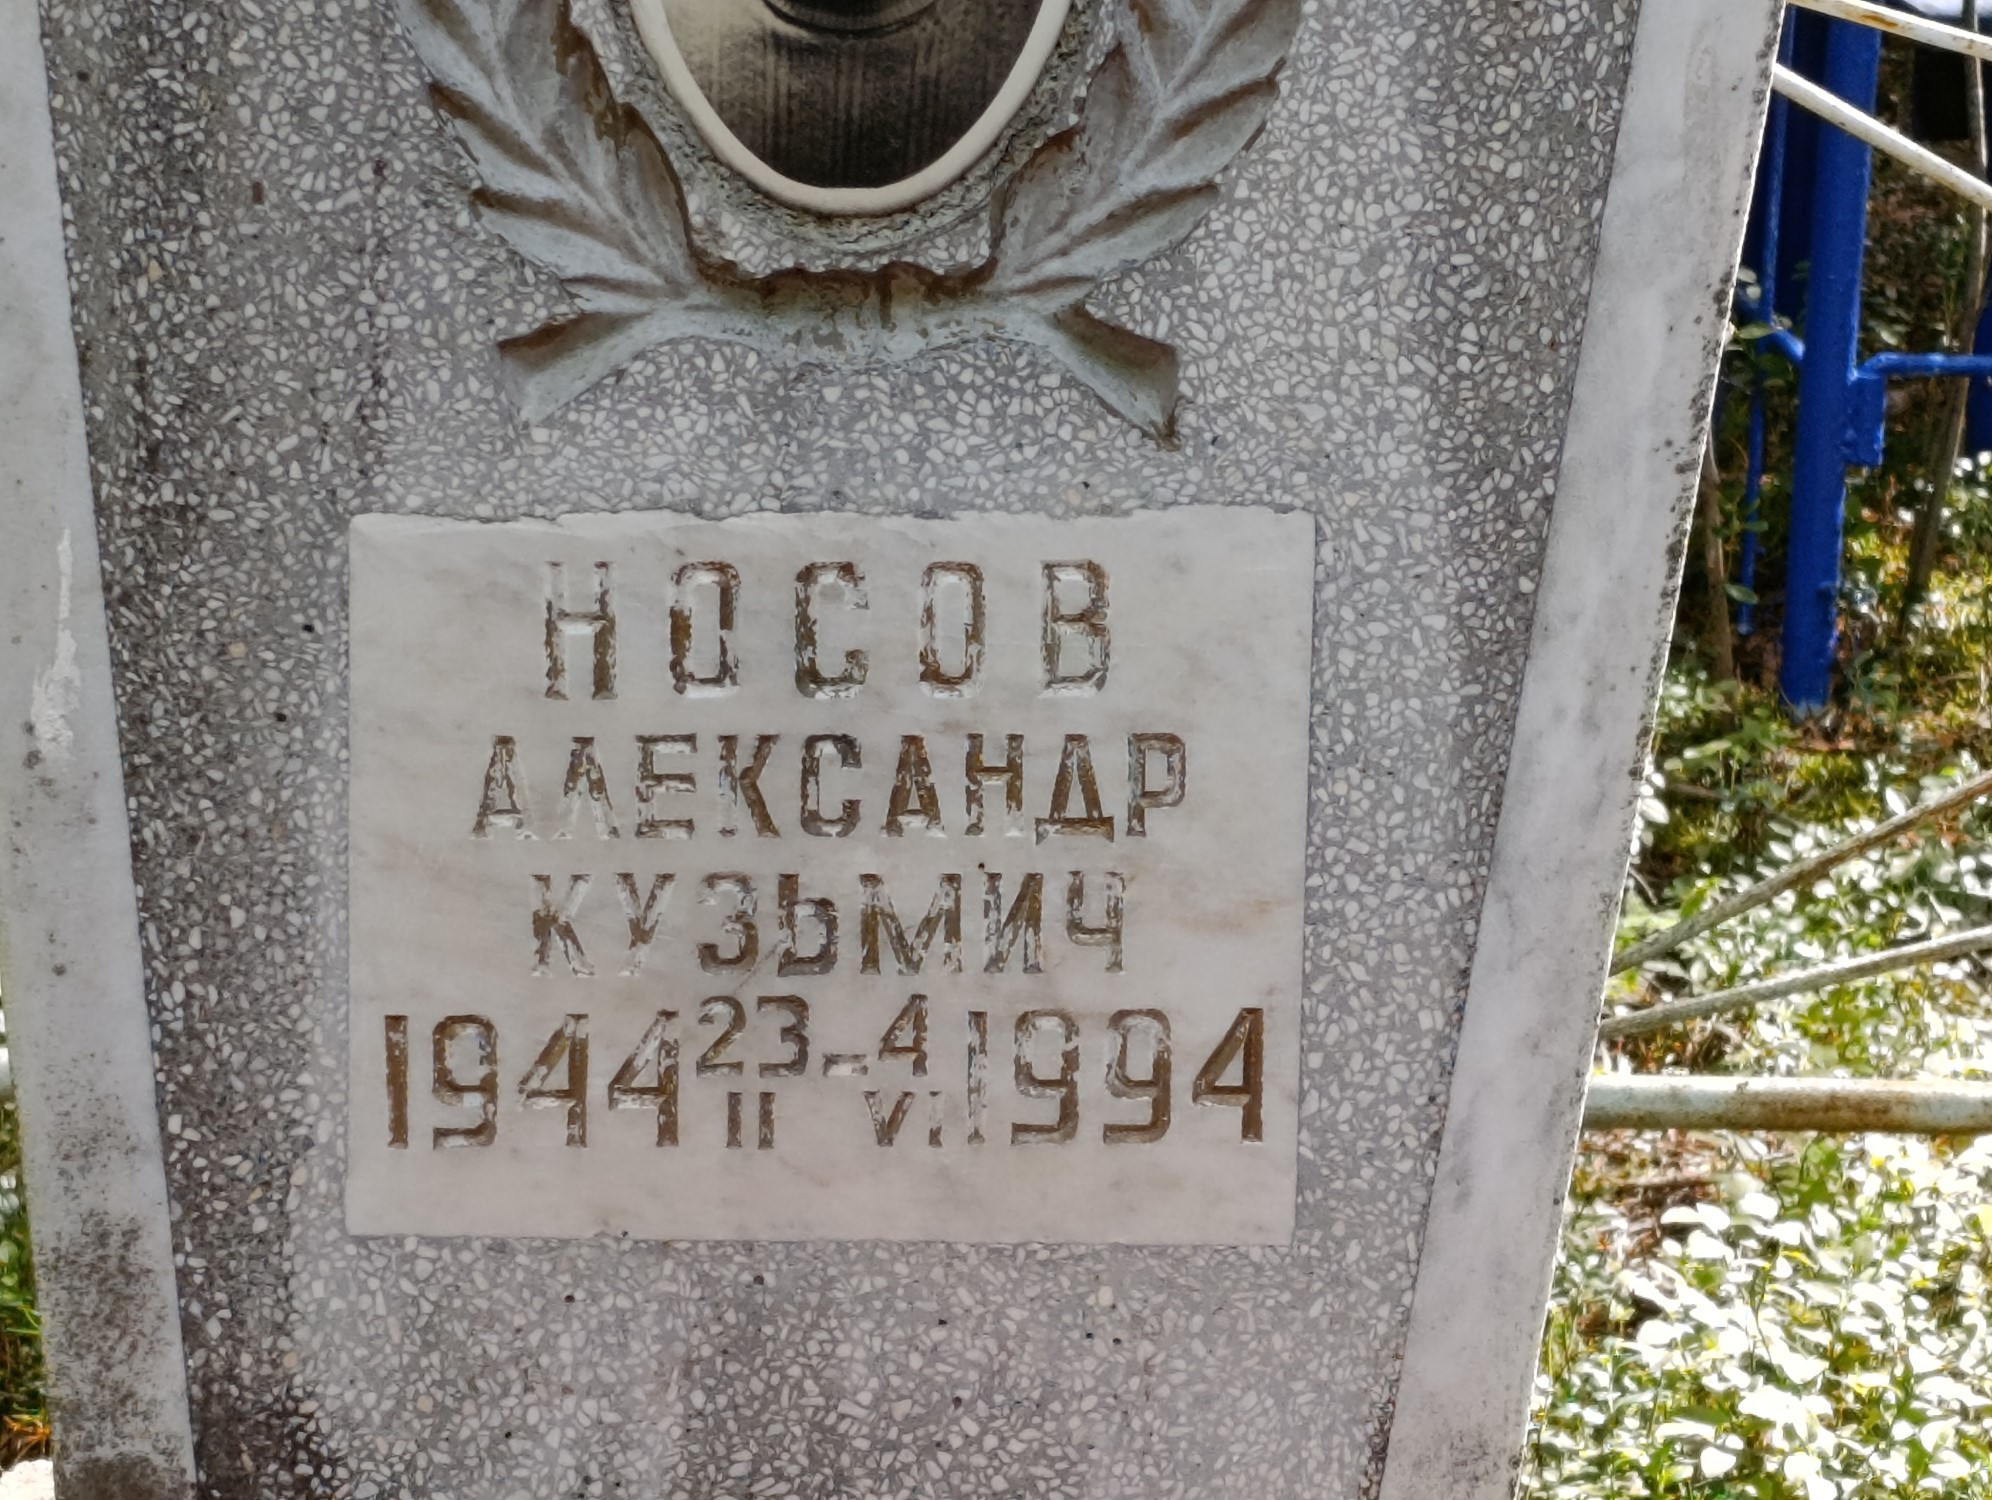 НОСОВ
АЛЕКСАНДР
КУЗЬМИЧ
1944 23/II – 4/VI 1994